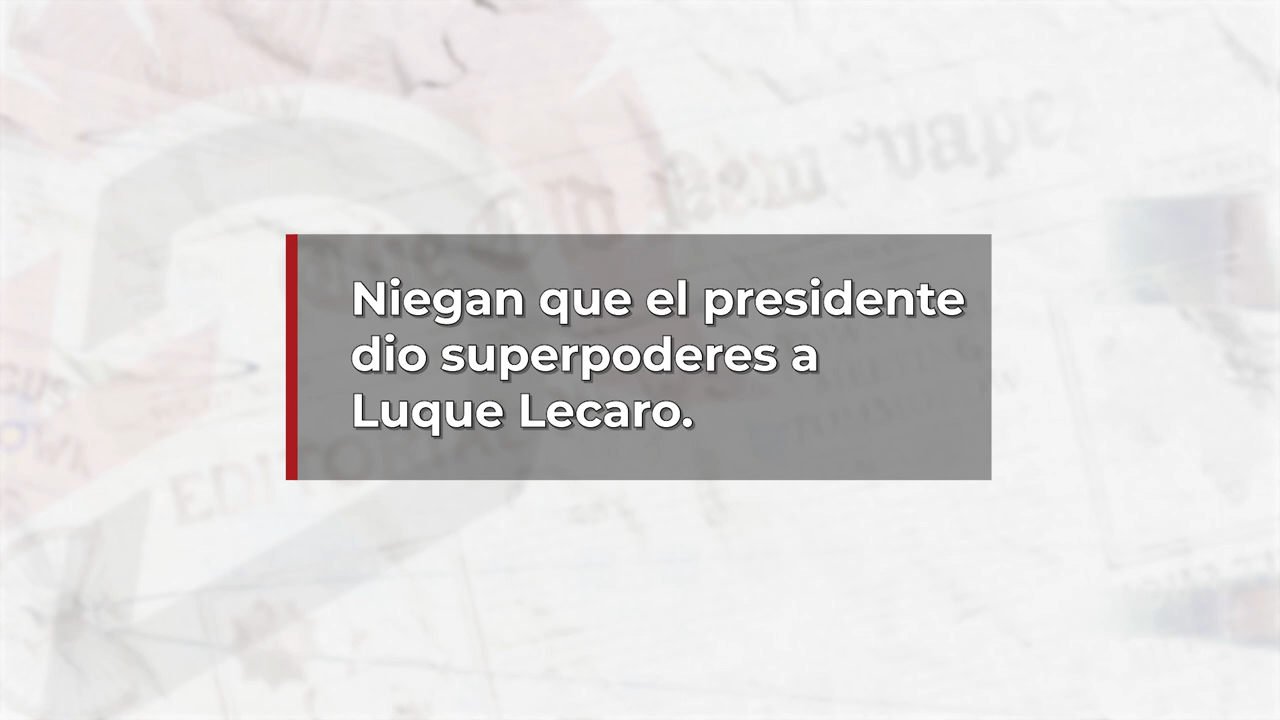 Niegan que el presidente
dio superpoderes a
Luque Lecaro.